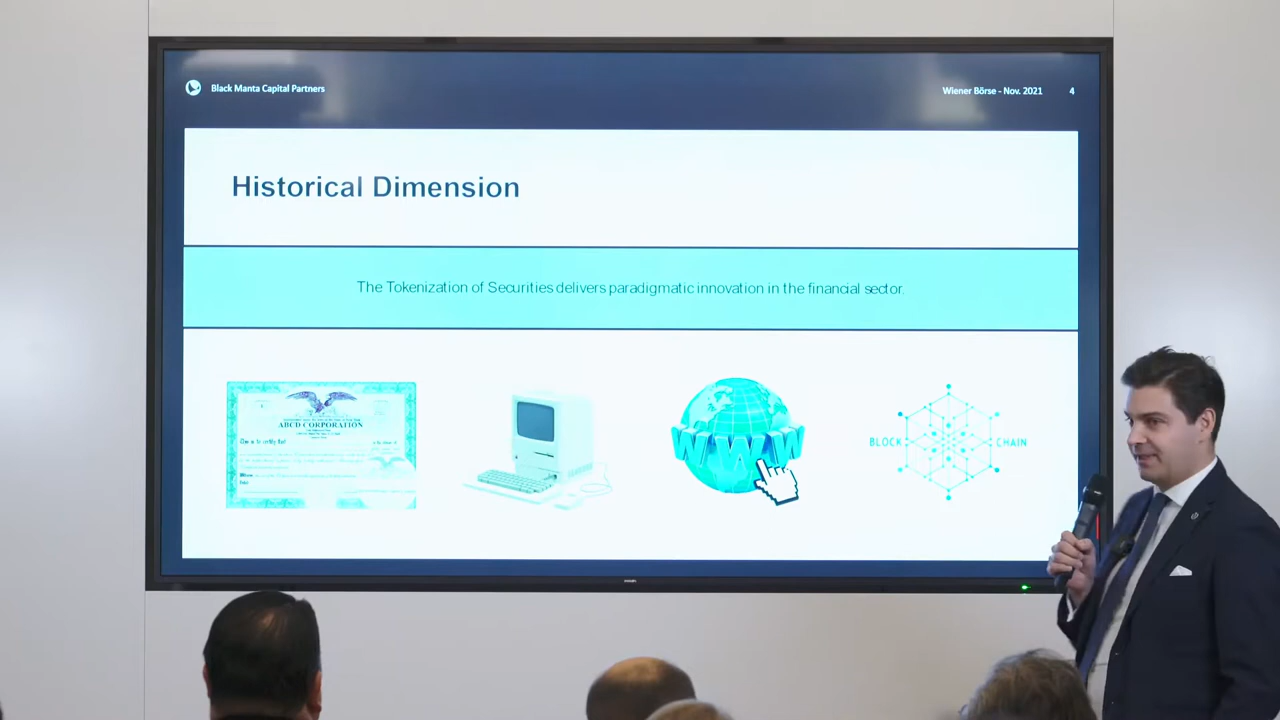 Black Manta Capital Partners
Wiener Börse - Nov. 2021 4
Historical Dimension
The Tokenization of Securities delivers paradigmatic innovation in the financial sector.
ABCD CORPORATION
WWW
BLOCK CHAIN